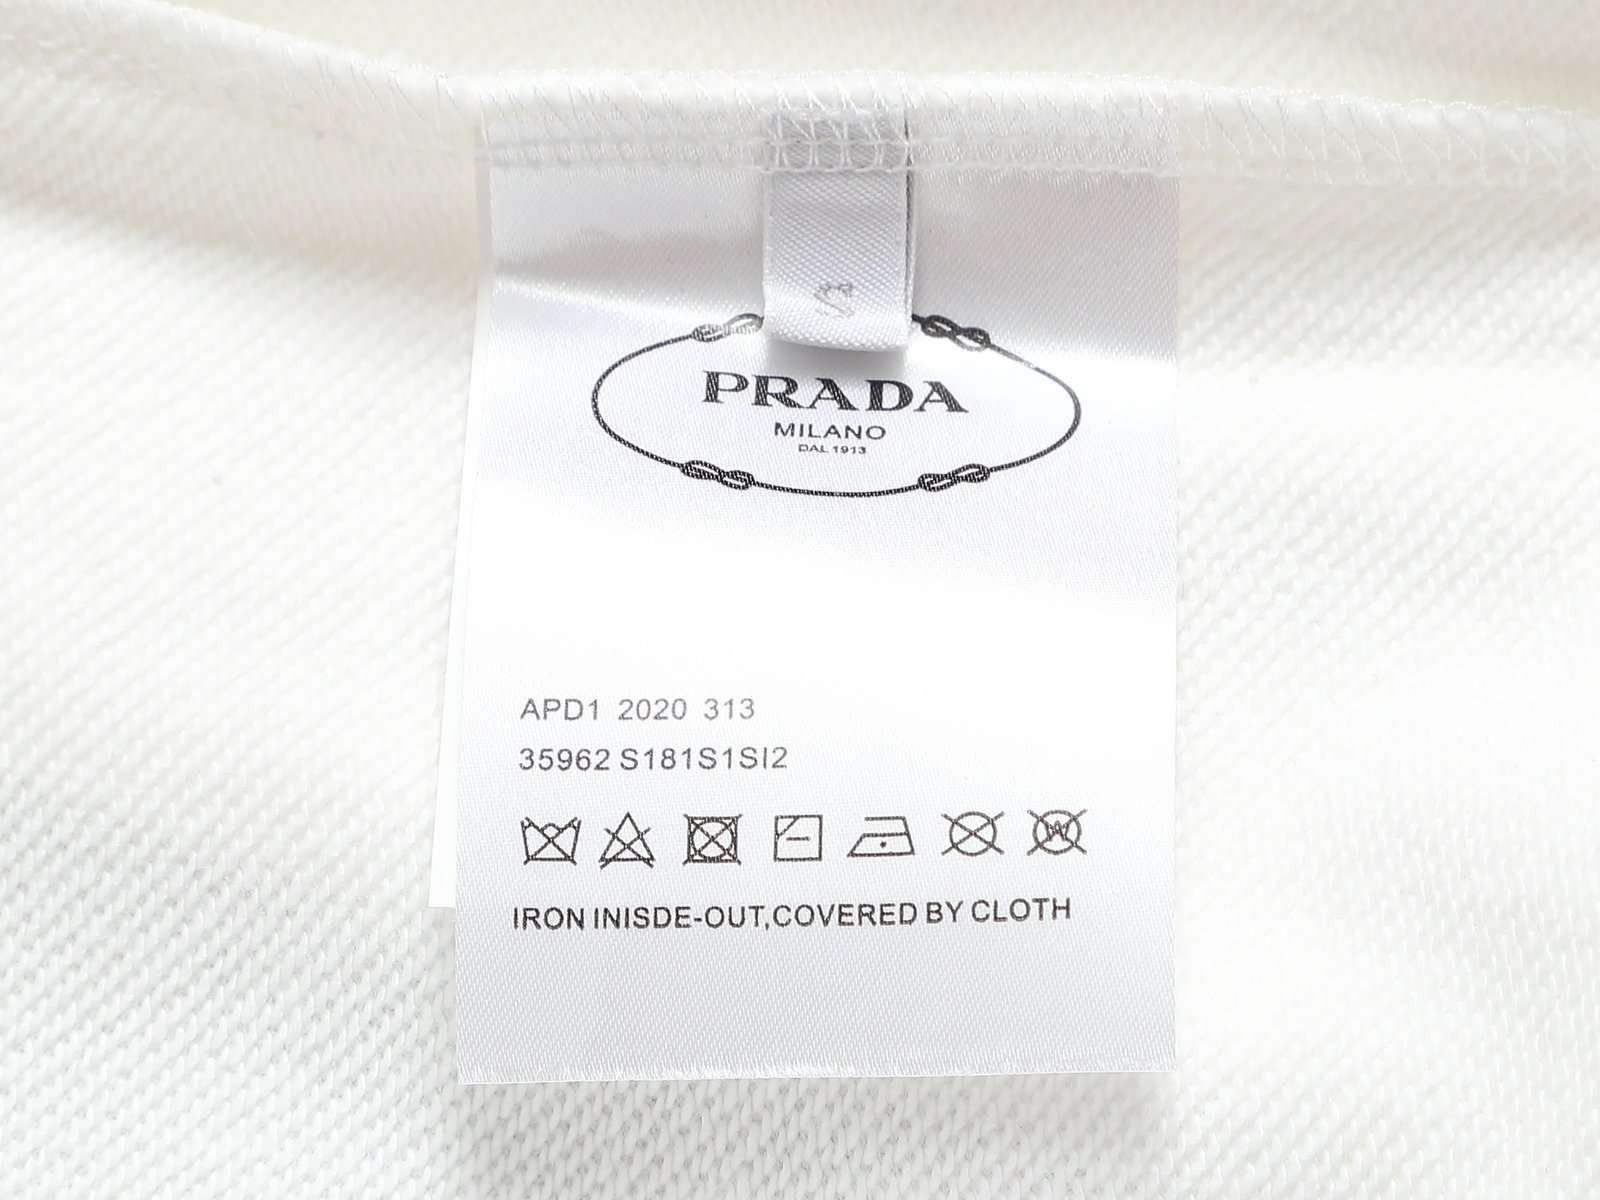 S
PRADA
MILANO
DAL 1913
APD1 2020 313
35962 S181S1SI2
W
IRON INISDE-OUT,COVERED BY CLOTH